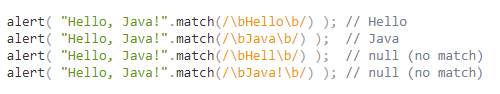 alert( "Hello, Java!".match(/\bHello\b/) ); // Hello
alert( "Hello, Java!".match(/\bJava\b/) );  // Java
alert( "Hello, Java!".match(/\bHell\b/) );  // null (no match)
alert( "Hello, Java!".match(/\bJava!\b/) ); // null (no match)